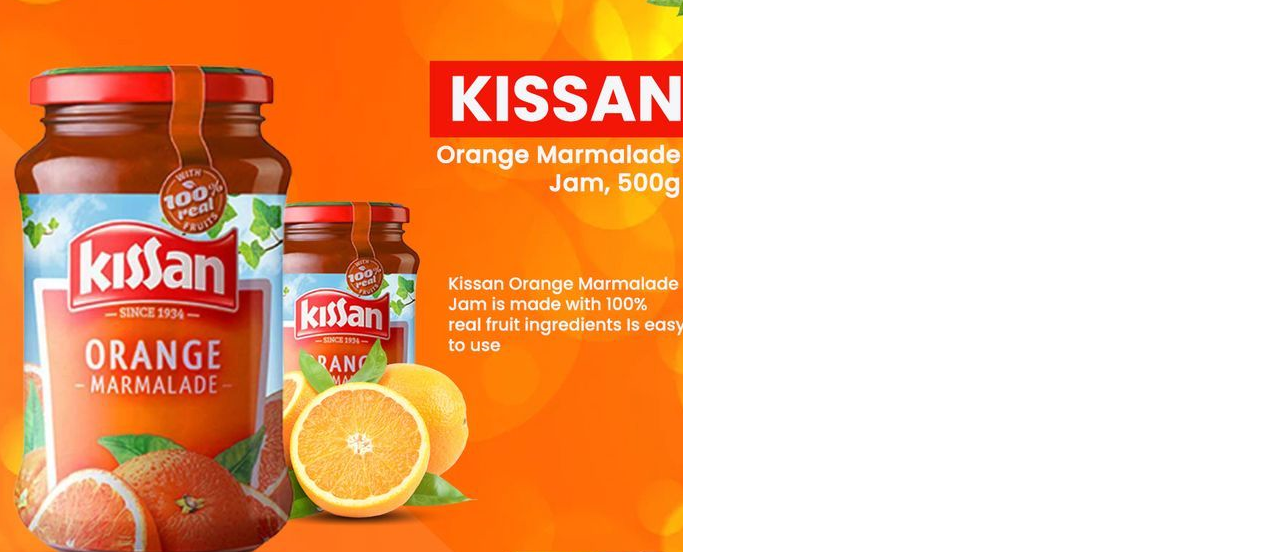 KISSAN
Orange Marmalade
Jam, 500g
Kissan Orange Marmalade
Jam is made with 100%
real fruit ingredients Is easy
to use
WITH
100%
real
FRUITS
kissan
SINCE 1934
ORANGE
MARMALADE
WITH
100%
real
FRUITS
kissan
SINCE 1934